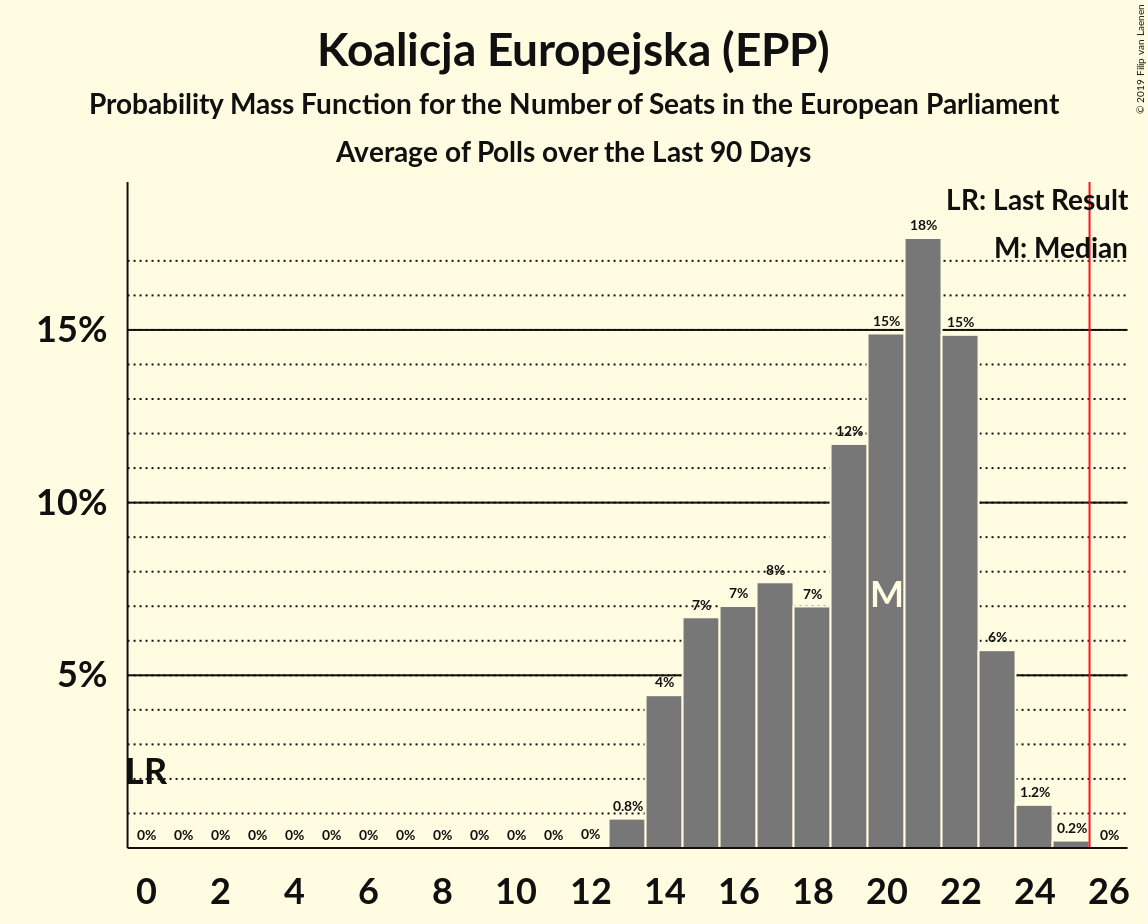 Koalicja Europejska (EPP)
Probability Mass Function for the Number of Seats in the European Parliament
Average of Polls over the Last 90 Days
© 2019 Filip van Laenen
LR: Last Result
M: Median
18%
15% 15%
15%
12%
10%
8%
7% 7% 7%
6%
5%
4%
M
LR
1.2%
0.8%
0.2%
0% 0% 0% 0% 0% 0% 0% 0% 0% 0% 0% 0% 0% 0%
0 2 4 6 8 10 12 14 16 18 20 22 24 26